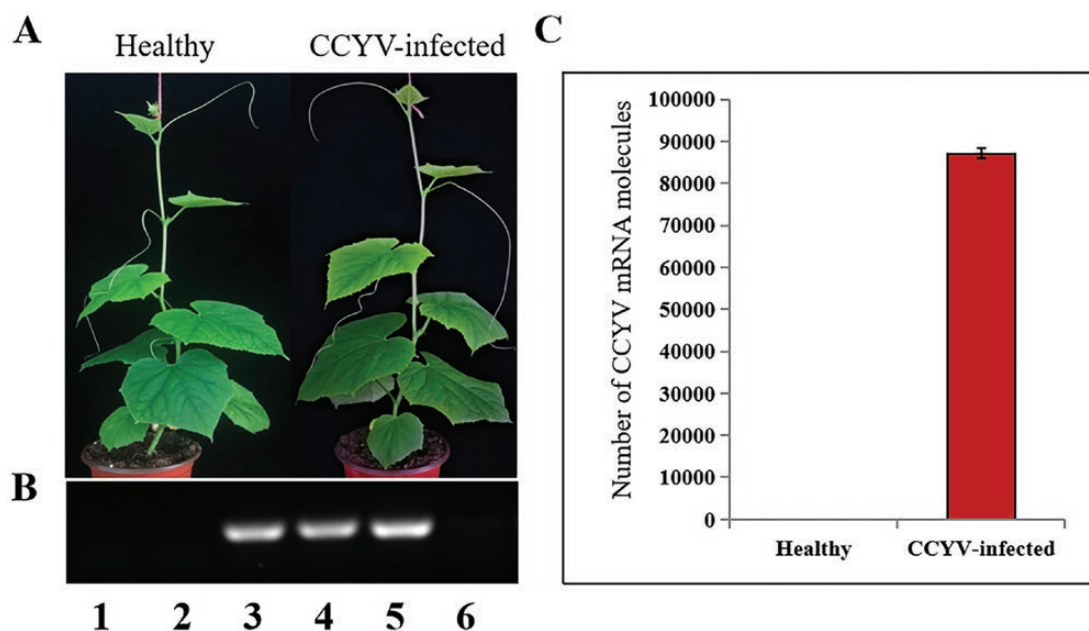 A
Healthy
CCYV-infected
B
1 2 3 4 5 6
C
Number of CCYV mRNA molecules
100000
90000
80000
70000
60000
50000
40000
30000
20000
10000
0
Healthy
CCYV-infected